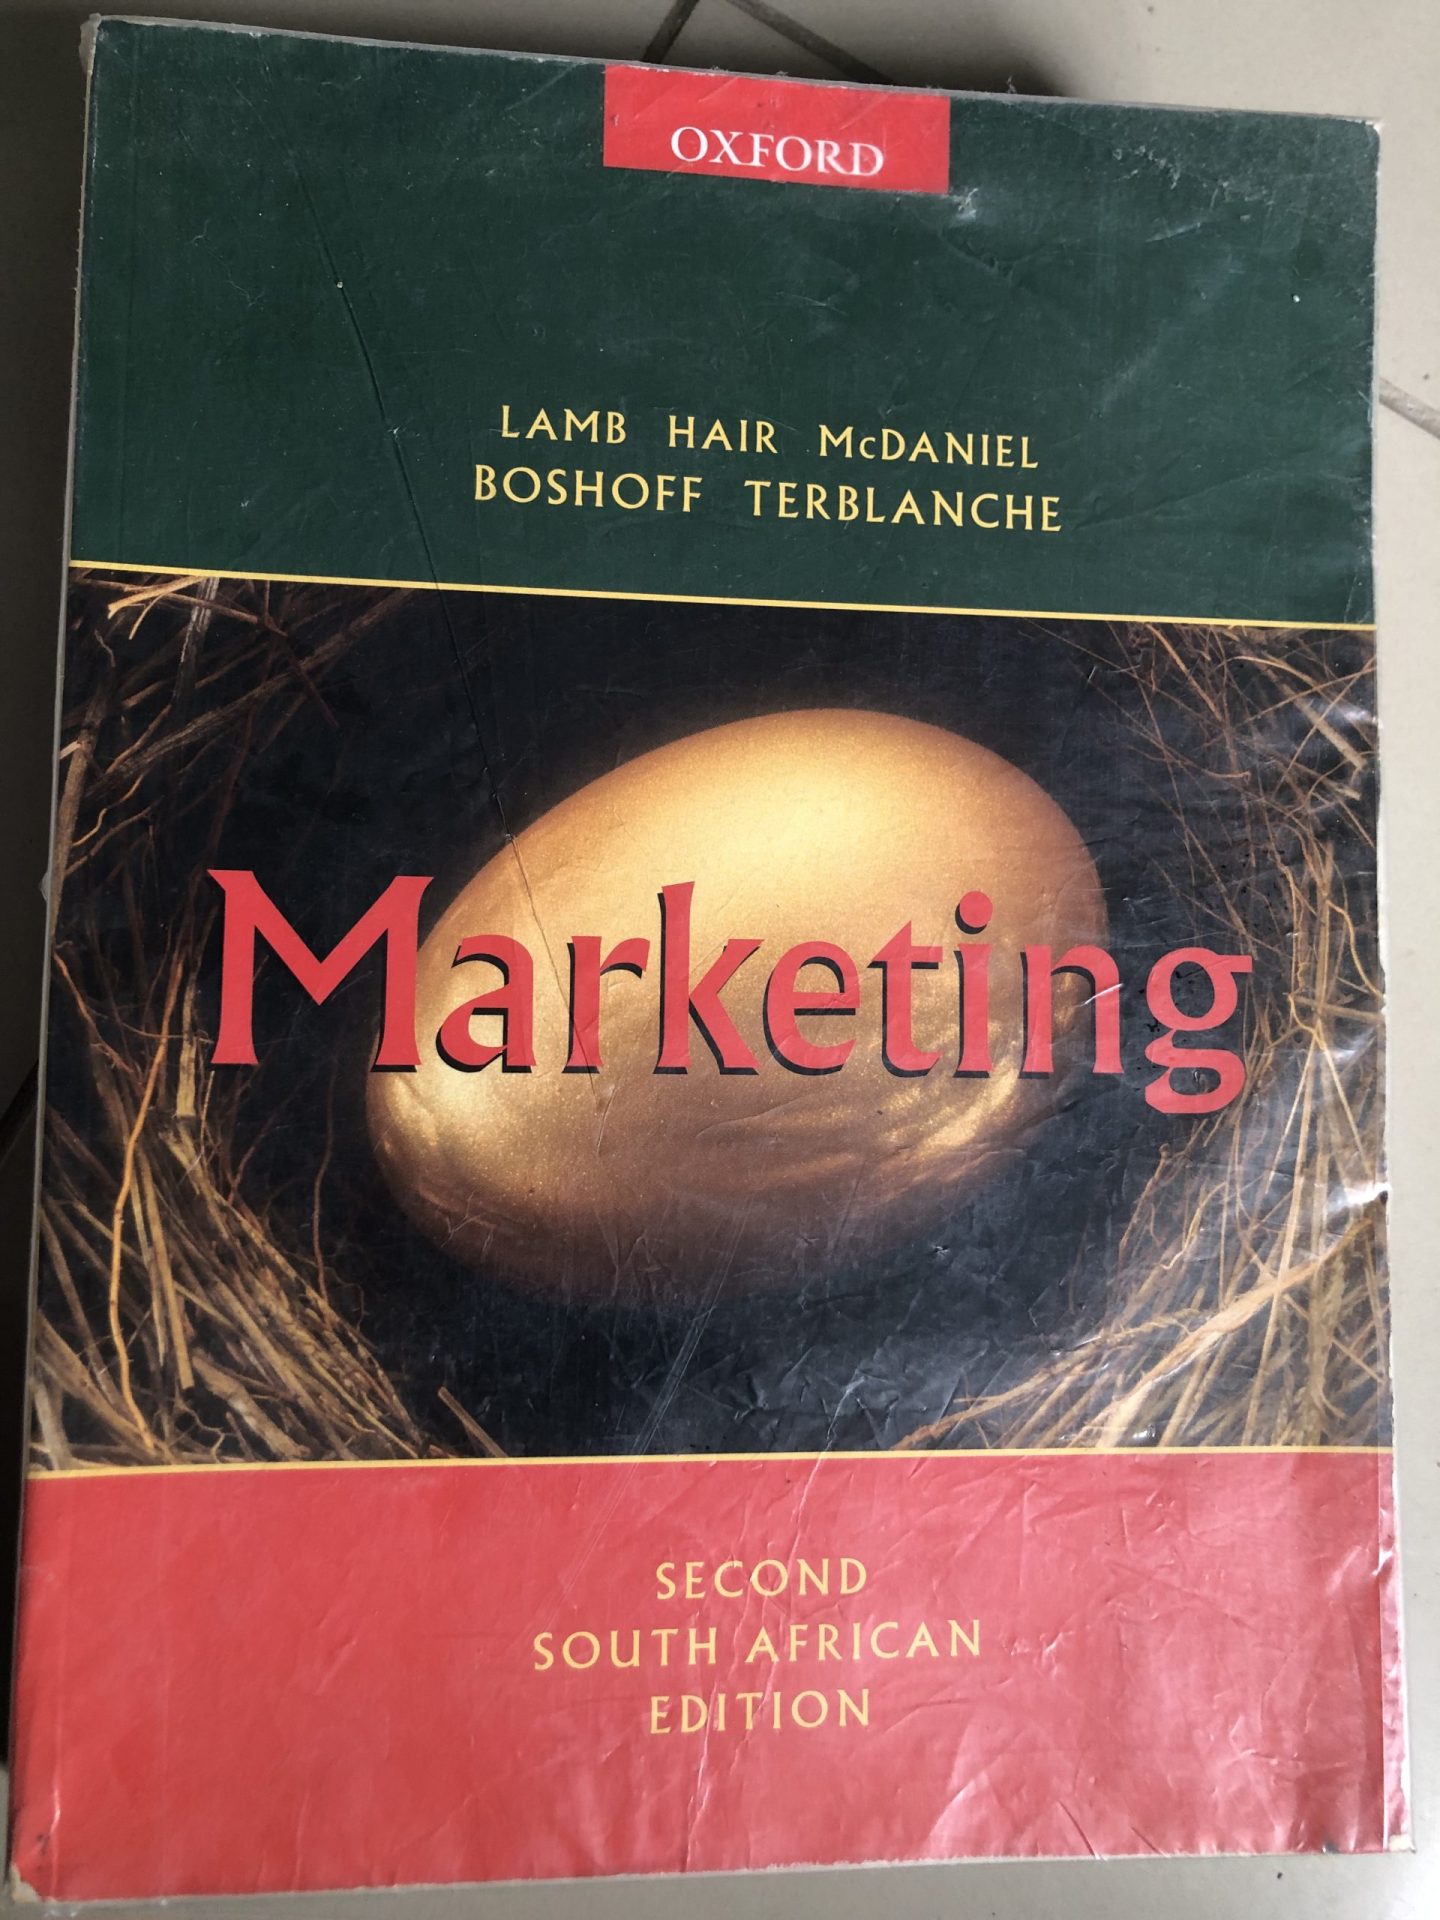 OXFORD
LAMB HAIR McDANIEL
BOSHOFF TERBLANCHE
Marketing
SECOND
SOUTH AFRICAN
EDITION